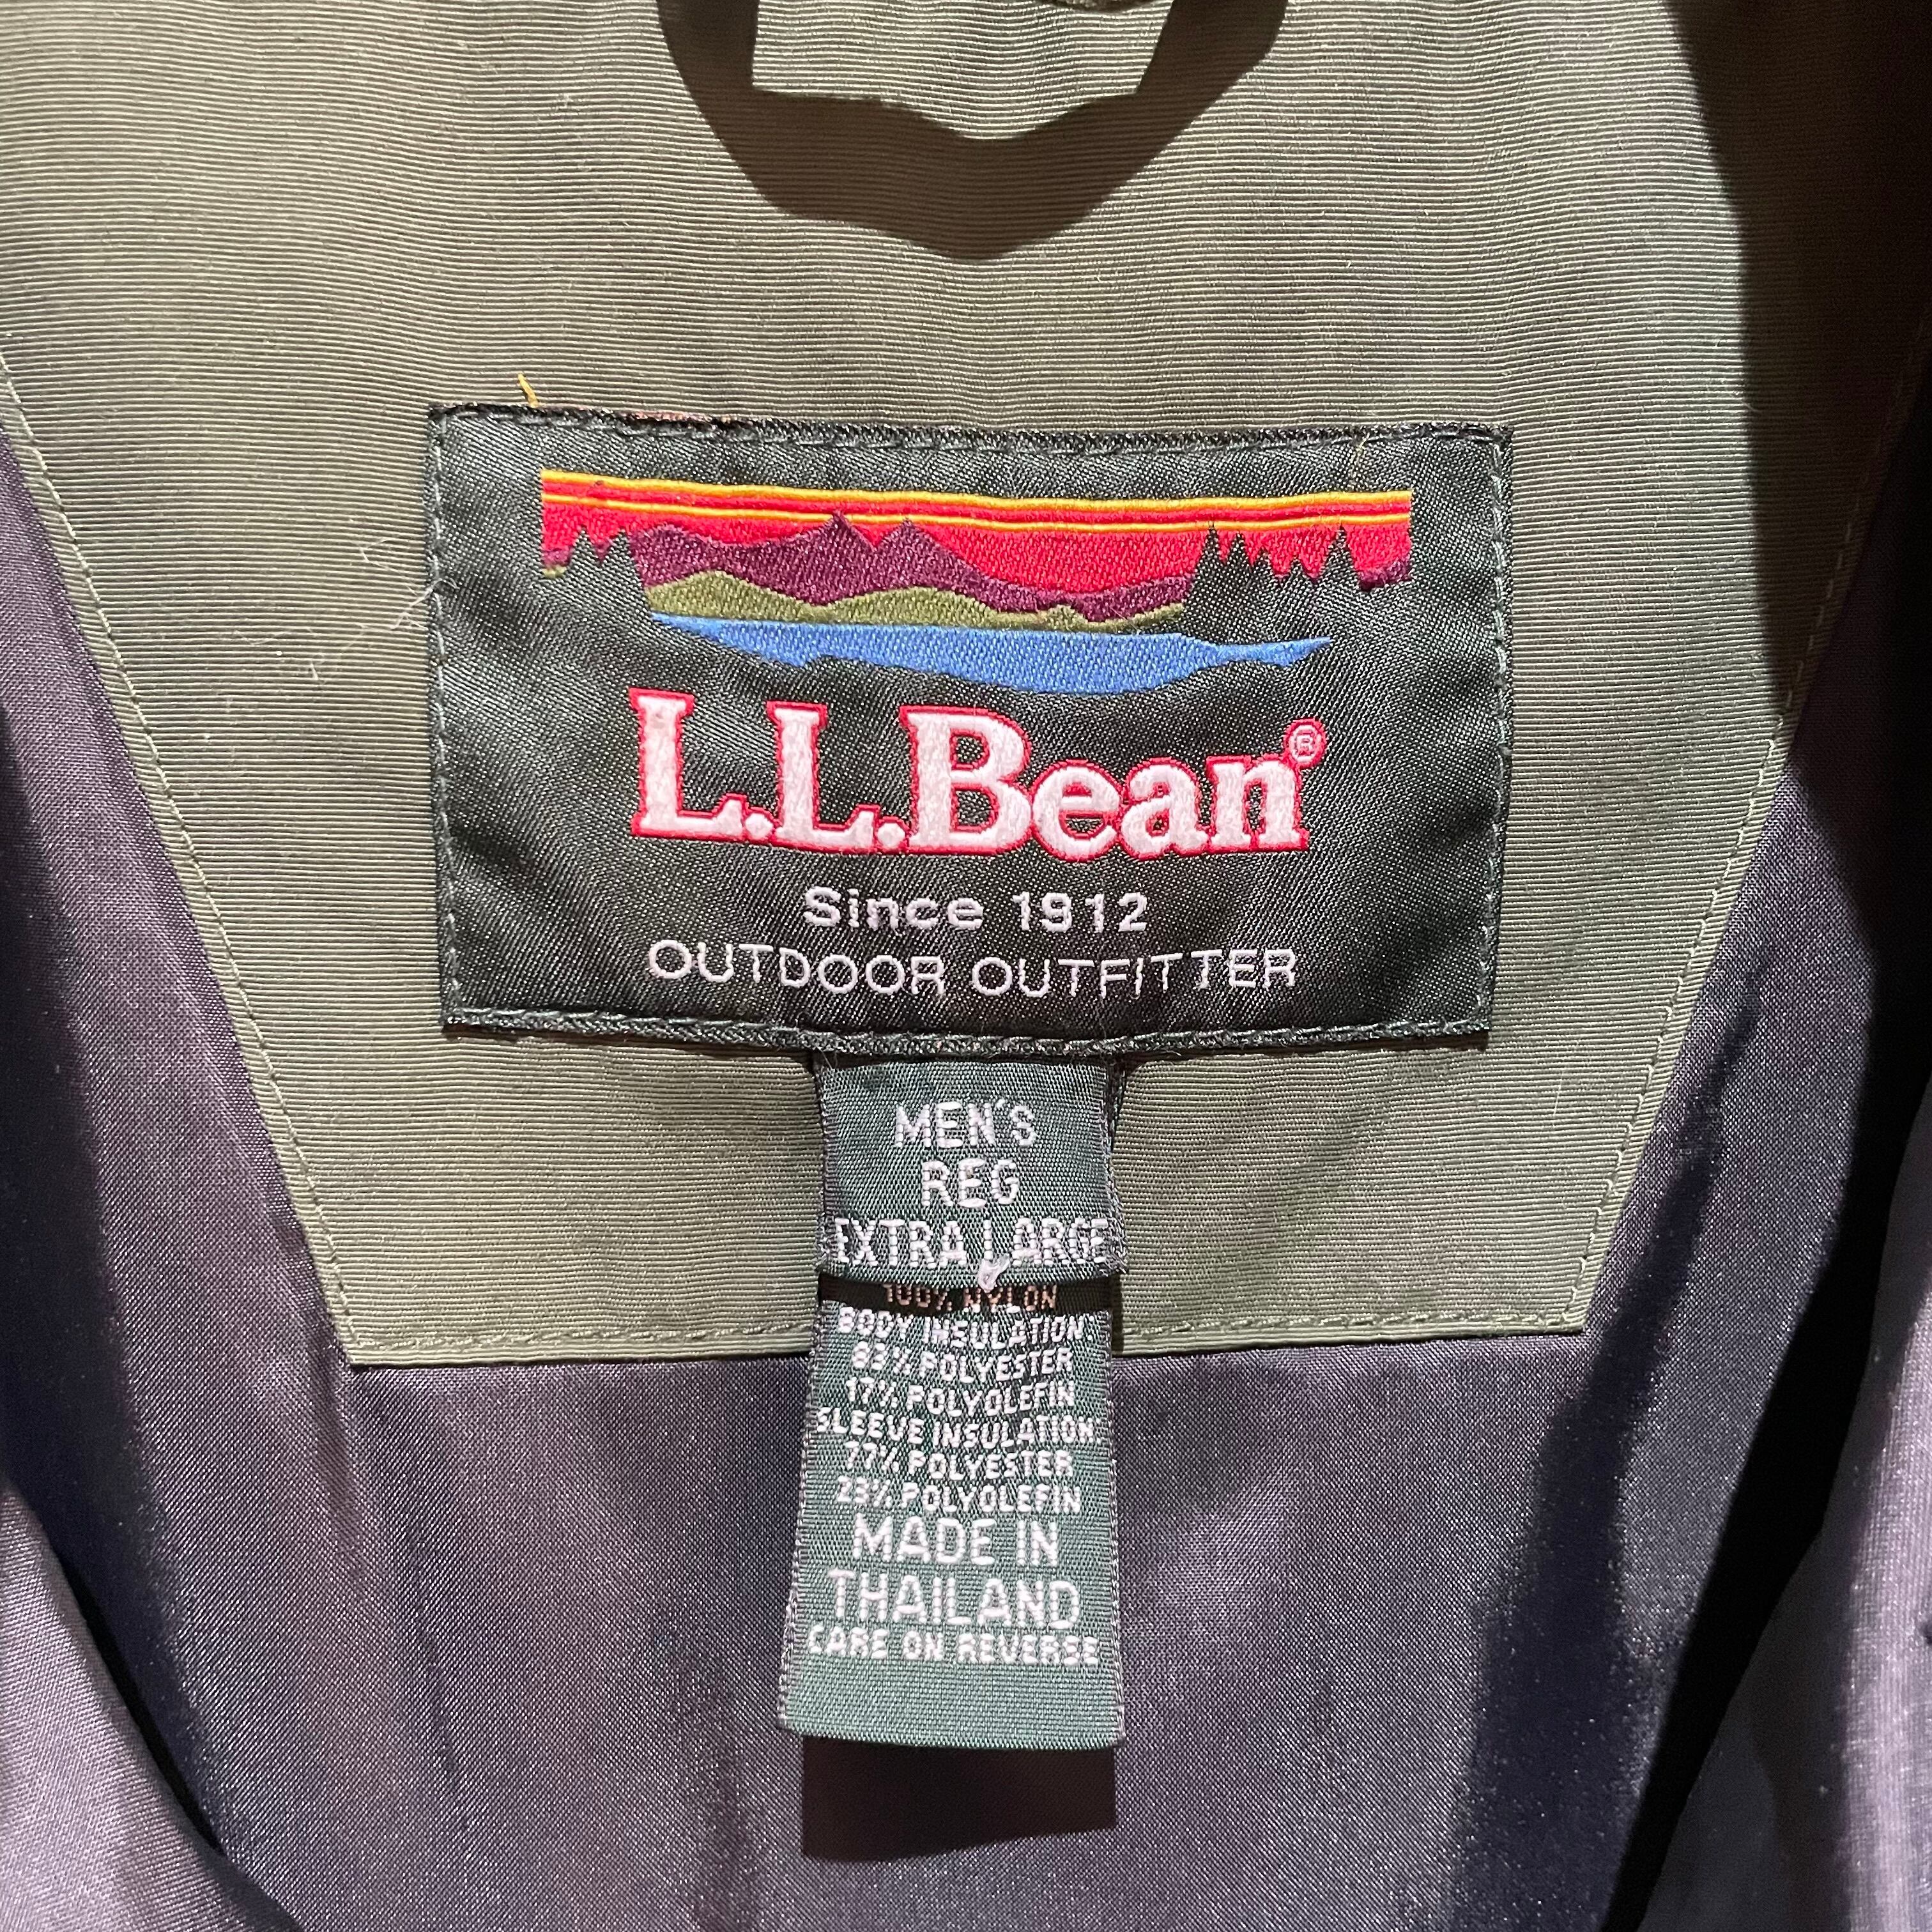 L.L.Bean®
Since 1912
OUTDOOR OUTFITTER
MEN'S
REG
EXTRA LARGE
100% NYLON
BODY INSULATION
83% POLYESTER
17% POLYOLEFIN
SLEEVE INSULATION
77% POLYESTER
23% POLYOLEFIN
MADE IN
THAILAND
CARE ON REVERSE